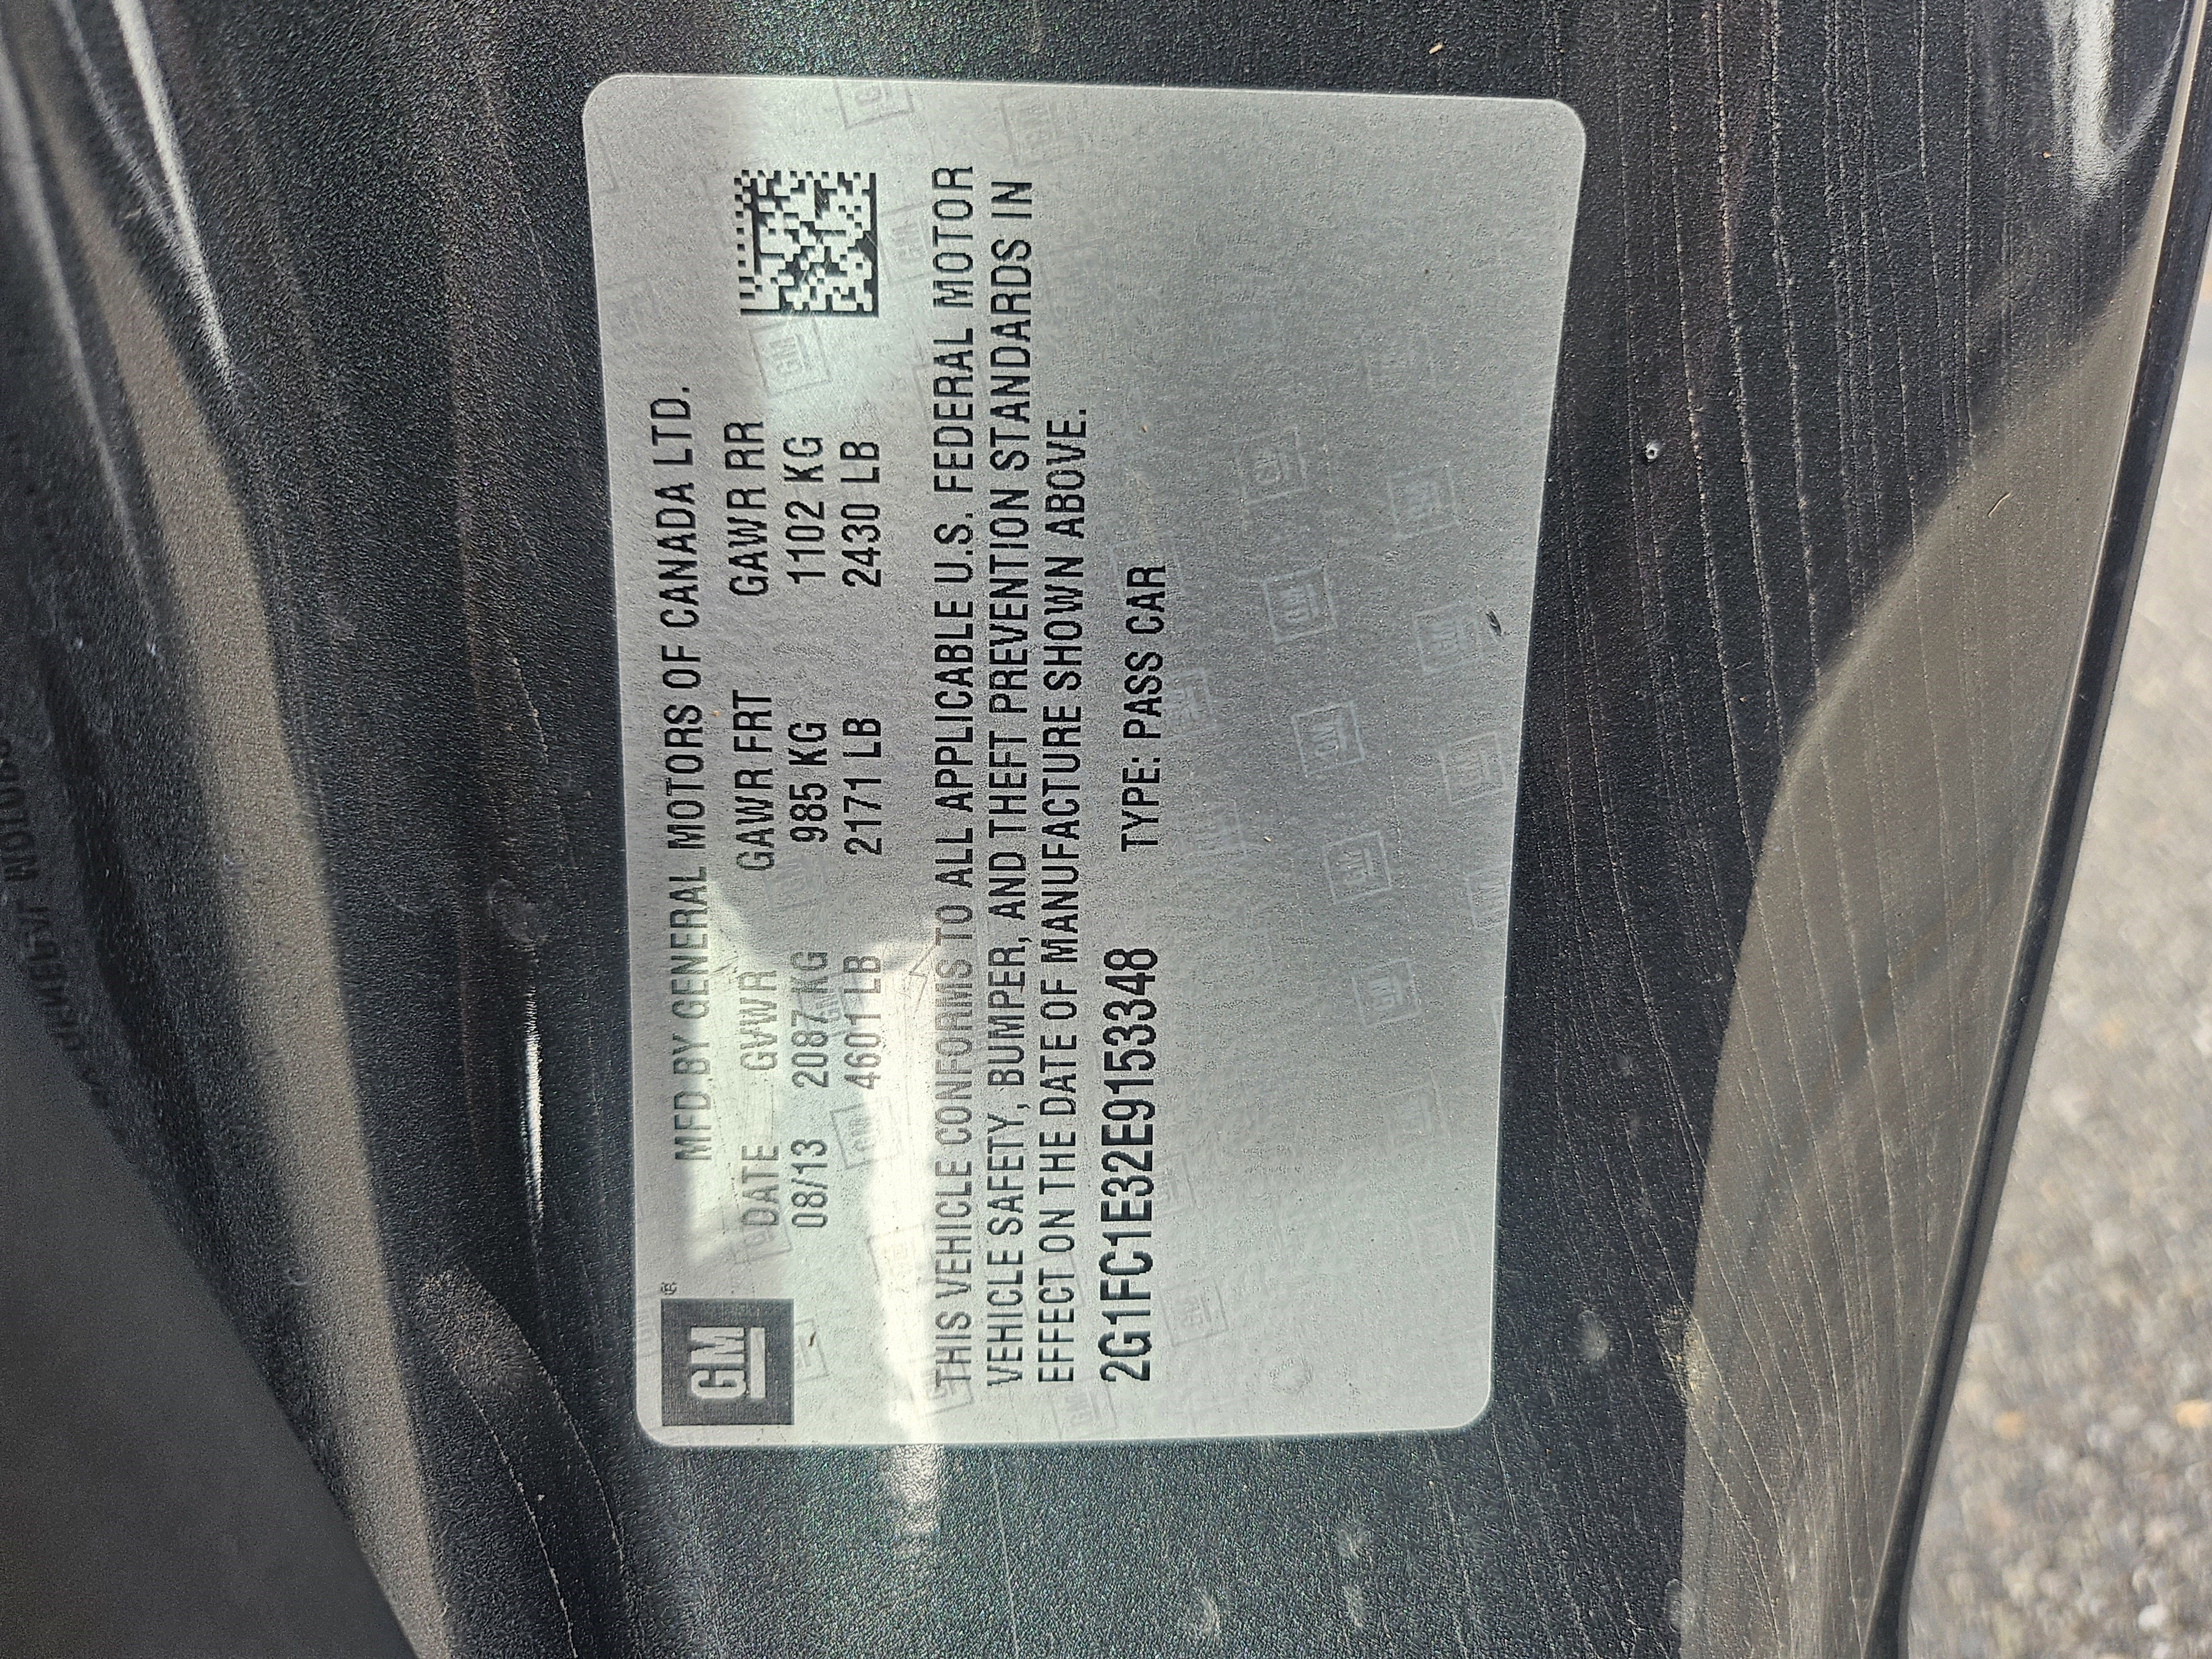 GM®
MFD BY GENERAL MOTORS OF CANADA LTD.
DATE GVWR GAWR FRT GAWR RR
08/13 2087 KG 985 KG 1102 KG
4601 LB 2171 LB 2430 LB
THIS VEHICLE CONFORMS TO ALL APPLICABLE U.S. FEDERAL MOTOR
VEHICLE SAFETY, BUMPER, AND THEFT PREVENTION STANDARDS IN
EFFECT ON THE DATE OF MANUFACTURE SHOWN ABOVE.
2G1FC1E32E9153348 TYPE: PASS CAR